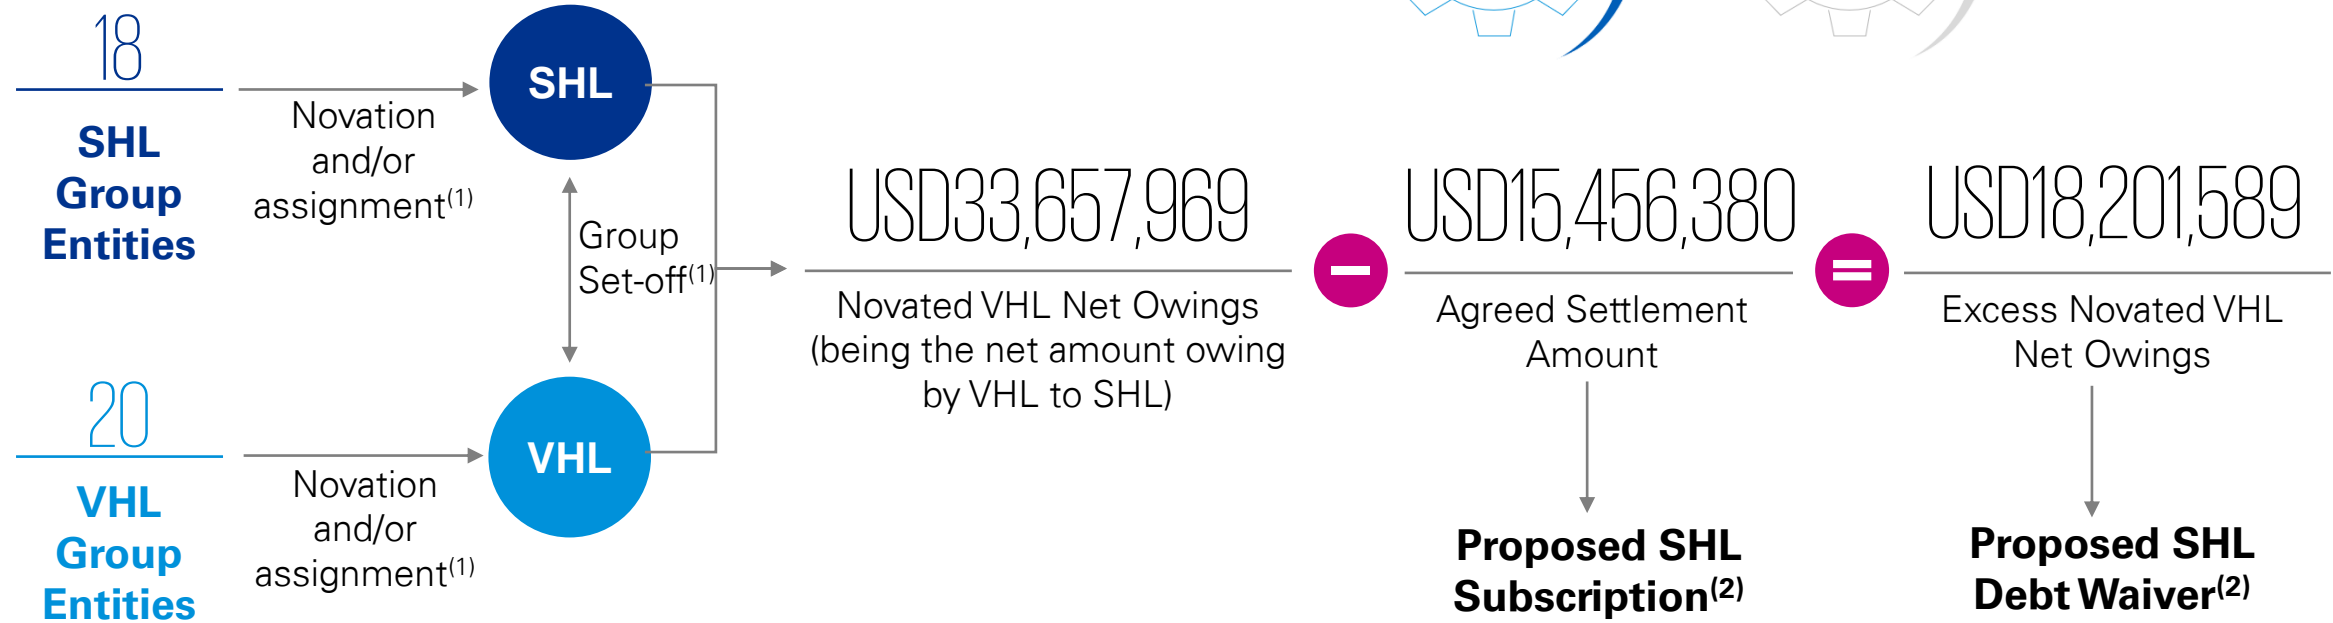 18
SHL
Group
Entities
Novation
and/or
assignment(1)
SHL
Group
Set-off(1)
20
VHL
Group
Entities
Novation
and/or
assignment(1)
VHL
USD33,657,969
Novated VHL Net Owings
(being the net amount owing
by VHL to SHL)
−
USD15,456,380
Agreed Settlement
Amount
Proposed SHL
Subscription(2)
=
USD18,201,589
Excess Novated VHL
Net Owings
Proposed SHL
Debt Waiver(2)